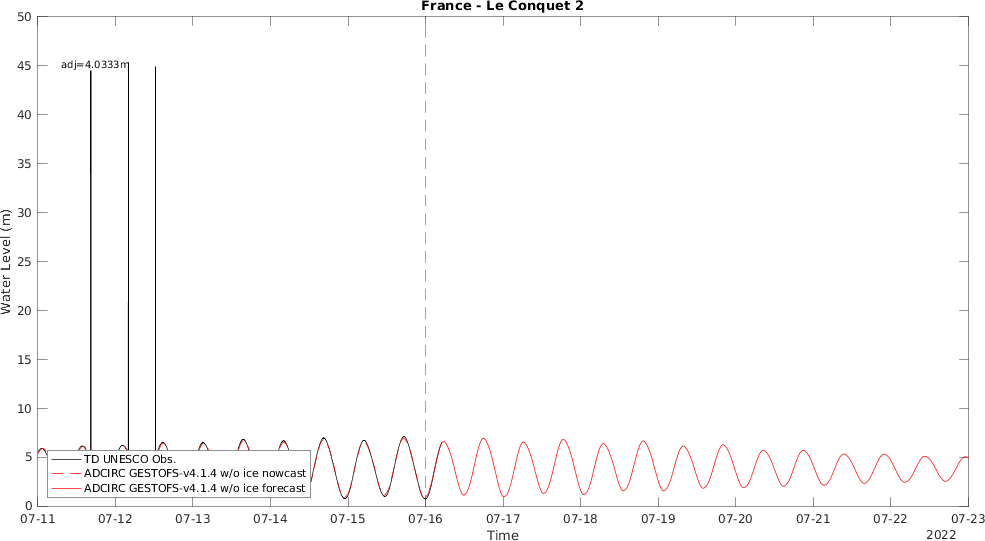 France - Le Conquet 2
50
45
40
35
30
25
20
15
10
5
0
Water Level (m)
adj=4.0333m
TD UNESCO Obs.
ADCIRC GESTOFS-v4.1.4 w/o ice nowcast
ADCIRC GESTOFS-v4.1.4 w/o ice forecast
07-11 07-12 07-13 07-14 07-15 07-16 07-17 07-18 07-19 07-20 07-21 07-22 07-23
Time
2022